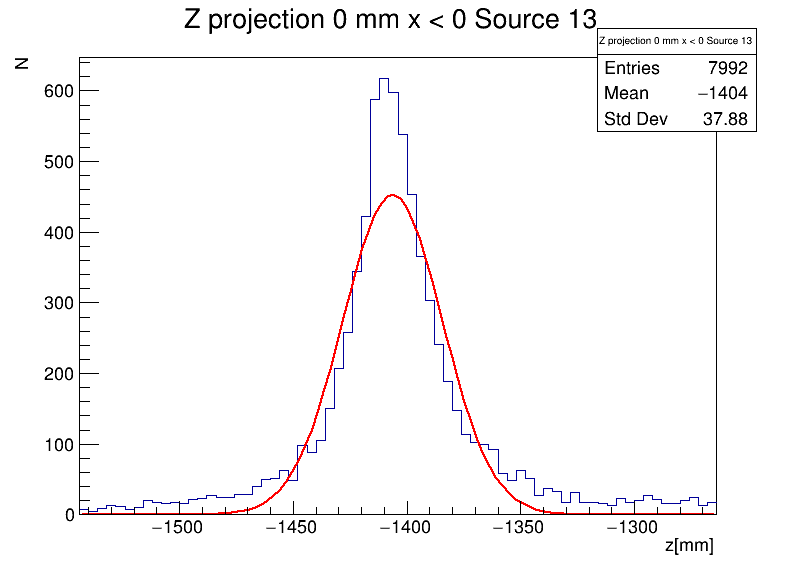 Z projection 0 mm x < 0 Source 13
Z projection 0 mm x < 0 Source 13
Entries 7992
Mean −1404
Std Dev 37.88
N
600
500
400
300
200
100
0
−1500 −1450 −1400 −1350 −1300
z[mm]